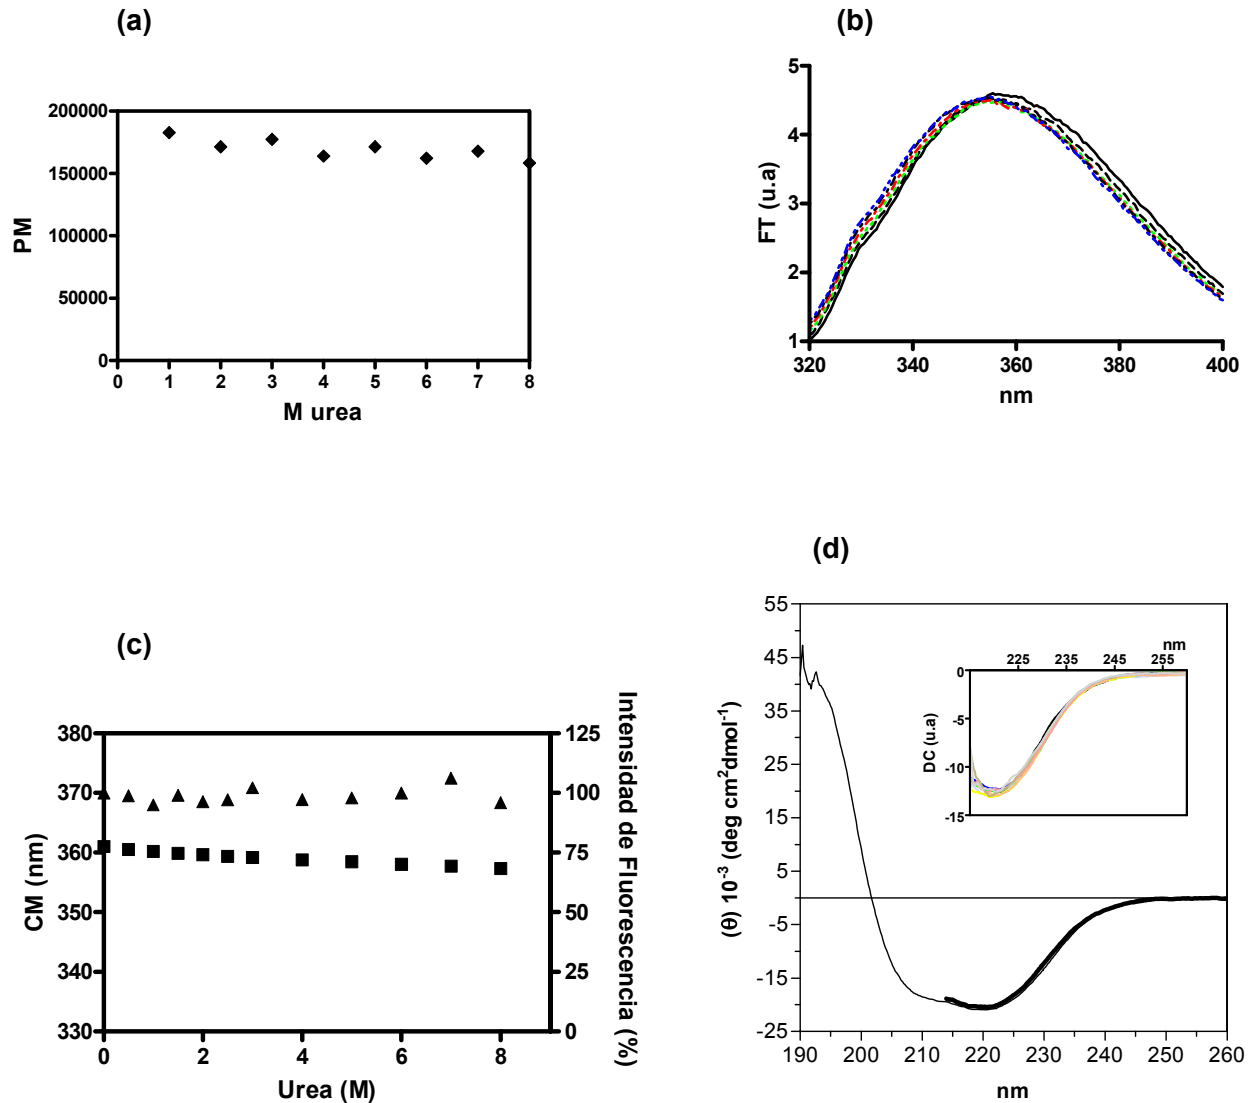 (a)
200000
150000
100000
50000
0
PM
0 1 2 3 4 5 6 7 8
M urea
(b)
5
4
3
2
1
FT (u.a)
320 340 360 380 400
nm
(c)
380
370
360
350
340
330
CM (nm)
125
100
75
50
25
0
Intensidad de Fluorescencia (%)
0 2 4 6 8
Urea (M)
(d)
55
45
35
25
15
5
-5
-15
-25
(θ) 10⁻³ (deg cm²dmol⁻¹)
nm
225 235 245 255
0
-5
-10
-15
DC (u.a)
190 200 210 220 230 240 250 260
nm